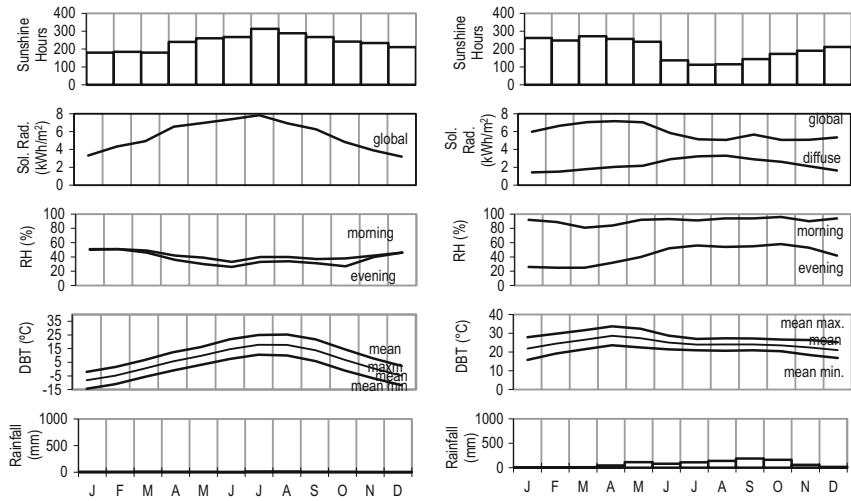 Sunshine
Hours
400
300
200
100
0
Sol. Rad.
(kWh/m²)
8
6
4
2
0
global
RH (%)
100
80
60
40
20
0
morning
evening
DBT (ºC)
35
25
15
5
-5
-15
mean
maxm
mean
mean min
Rainfall
(mm)
1000
500
0
J F M A M J J A S O N D
Sunshine
Hours
400
300
200
100
0
Sol.
Rad.
(kWh/m²)
8
6
4
2
0
global
diffuse
RH (%)
100
80
60
40
20
0
morning
evening
DBT (°C)
40
30
20
10
0
mean max.
mean
mean min.
Rainfall
(mm)
1000
500
0
J F M A M J J A S O N D